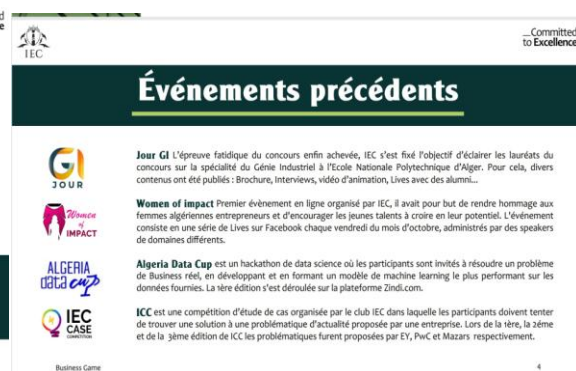 d
e
IEC
_Committed
to Excellence
Événements précédents
GI
JOUR
Jour GI L'épreuve fatidique du concours enfin achevée, IEC s'est fixé l'objectif d'éclairer les lauréats du
concours sur la spécialité du Génie Industriel à l'Ecole Nationale Polytechnique d'Alger. Pour cela, divers
contenus ont été publiés : Brochure, Interviews, vidéo d'animation, Lives avec des alumni...
Women
of
IMPACT
Women of impact Premier évènement en ligne organisé par IEC, il avait pour but de rendre hommage aux
femmes algériennes entrepreneurs et d'encourager les jeunes talents à croire en leur potentiel. L'événement
consiste en une série de Lives sur Facebook chaque vendredi du mois d'octobre, administrés par des speakers
de domaines différents.
ALGERIA
data cup
Algeria Data Cup est un hackathon de data science où les participants sont invités à résoudre un problème
de Business réel, en développant et en formant un modèle de machine learning le plus performant sur les
données fournies. La 1ère édition s'est déroulée sur la plateforme Zindi.com.
IEC
CASE
COMPETITION
ICC est une compétition d'étude de cas organisée par le club IEC dans laquelle les participants doivent tenter
de trouver une solution à une problématique d'actualité proposée par une entreprise. Lors de la 1ère, la 2éme
et de la 3ème édition de ICC les problématiques furent proposées par EY, PwC et Mazars respectivement.
Business Game
4